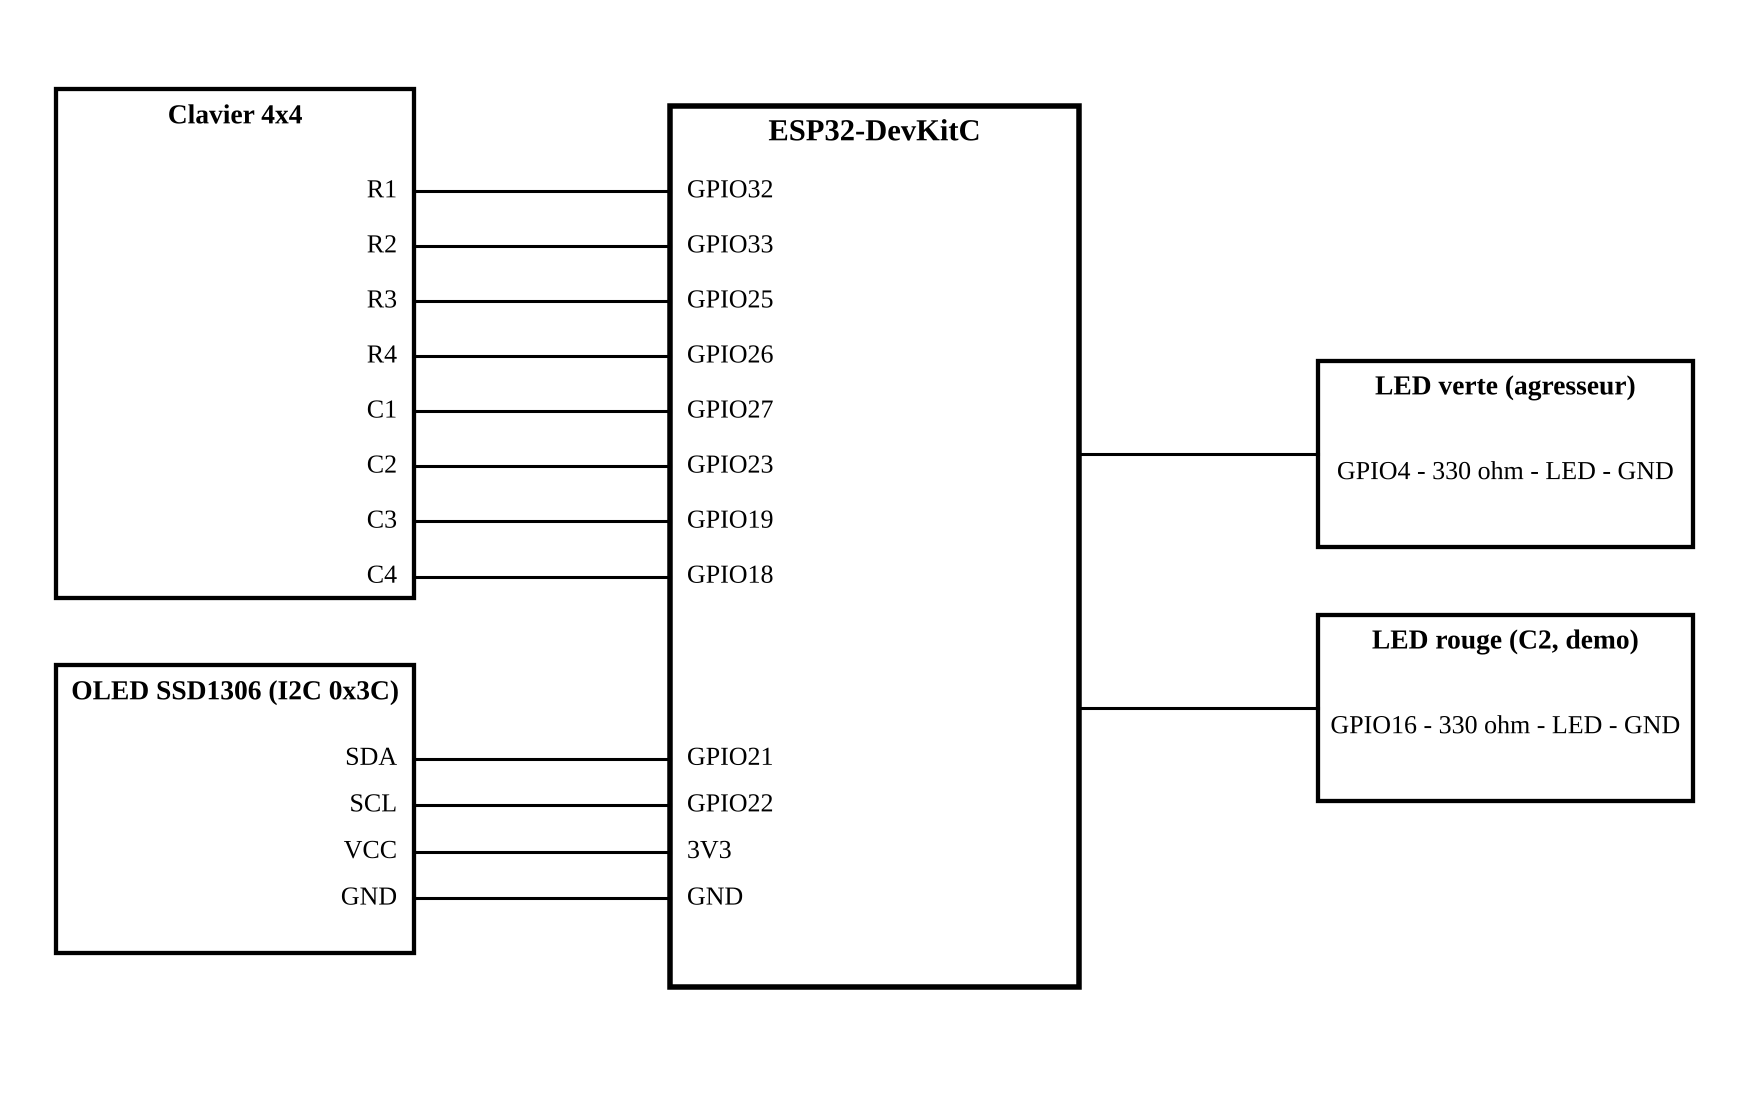 Clavier 4x4
R1
R2
R3
R4
C1
C2
C3
C4
OLED SSD1306 (I2C 0x3C)
SDA
SCL
VCC
GND
ESP32-DevKitC
GPIO32
GPIO33
GPIO25
GPIO26
GPIO27
GPIO23
GPIO19
GPIO18
GPIO21
GPIO22
3V3
GND
LED verte (agresseur)
GPIO4 - 330 ohm - LED - GND
LED rouge (C2, demo)
GPIO16 - 330 ohm - LED - GND